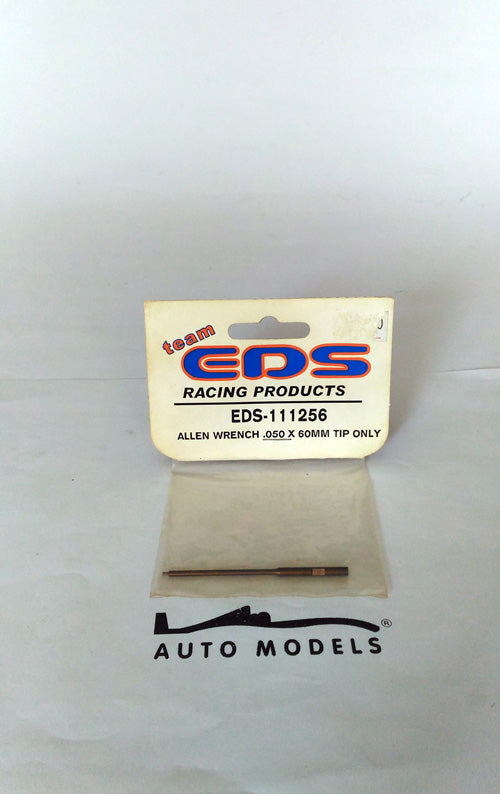 team
EDS
RACING PRODUCTS
EDS-111256
ALLEN WRENCH .050 X 60MM TIP ONLY
®
AUTO MODELS